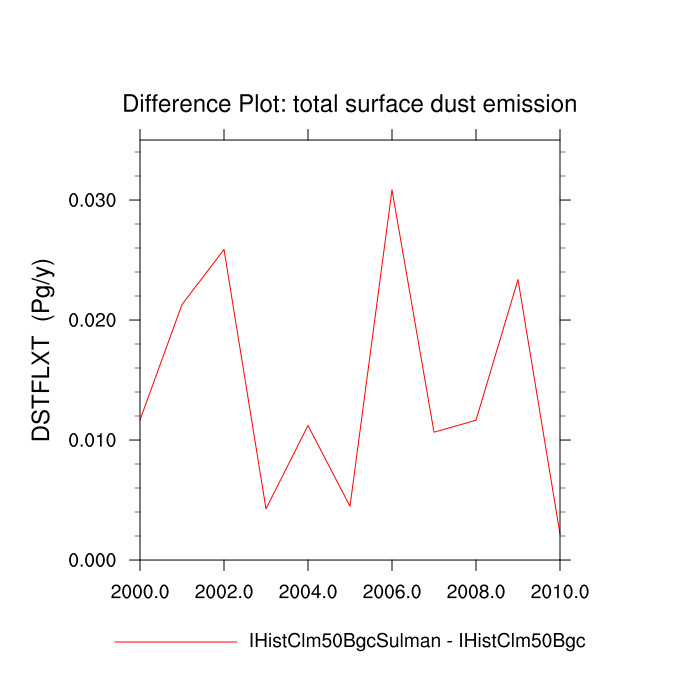 Difference Plot: total surface dust emission
DSTFLXT (Pg/y)
0.030
0.020
0.010
0.000
2000.0 2002.0 2004.0 2006.0 2008.0 2010.0
IHistClm50BgcSulman - IHistClm50Bgc